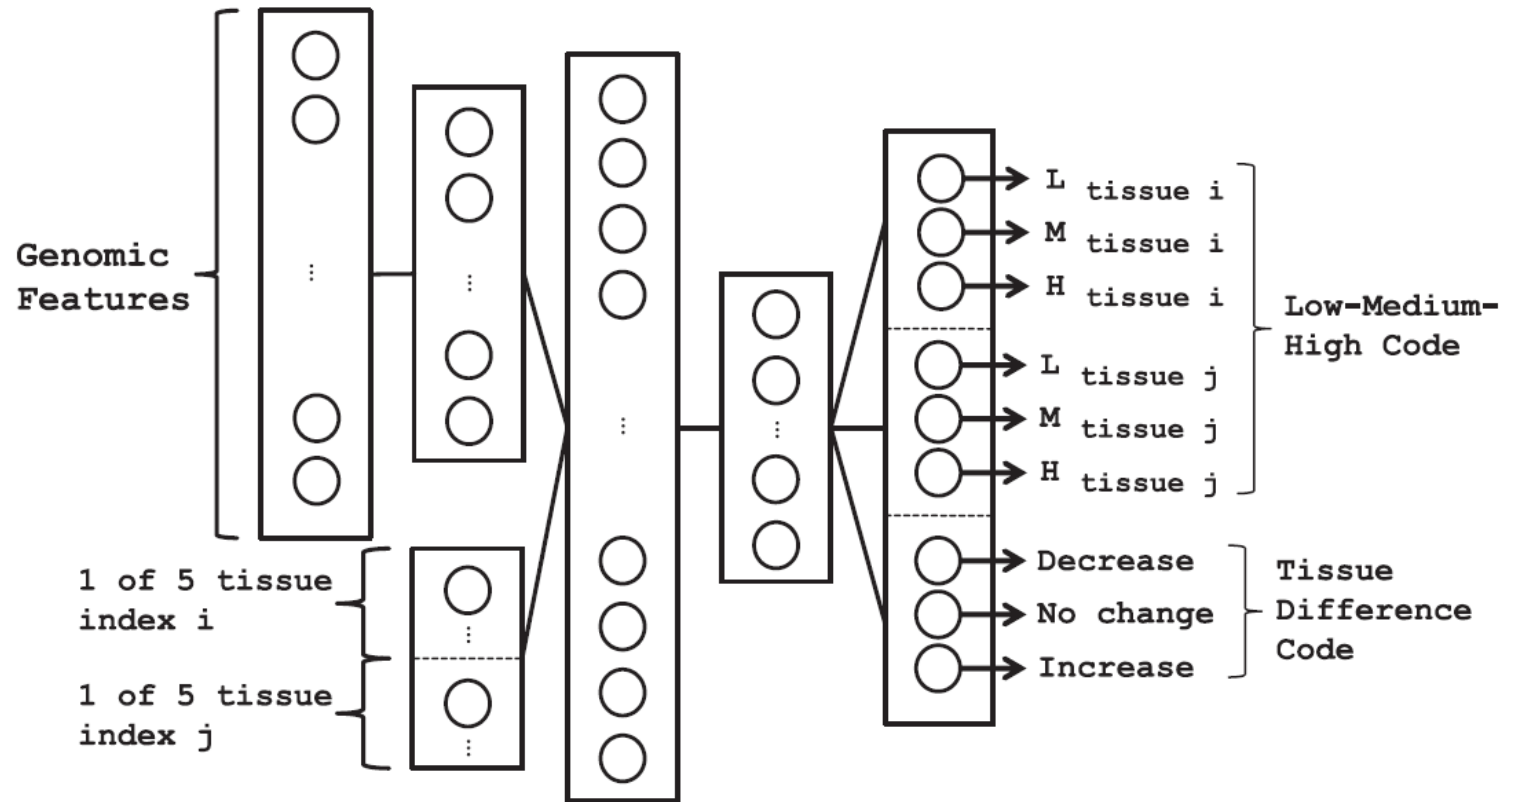 Genomic
Features
1 of 5 tissue
index i
1 of 5 tissue
index j
L tissue i
M tissue i
H tissue i
L tissue j
M tissue j
H tissue j
Low-Medium-
High Code
Decrease
No change
Increase
Tissue
Difference
Code